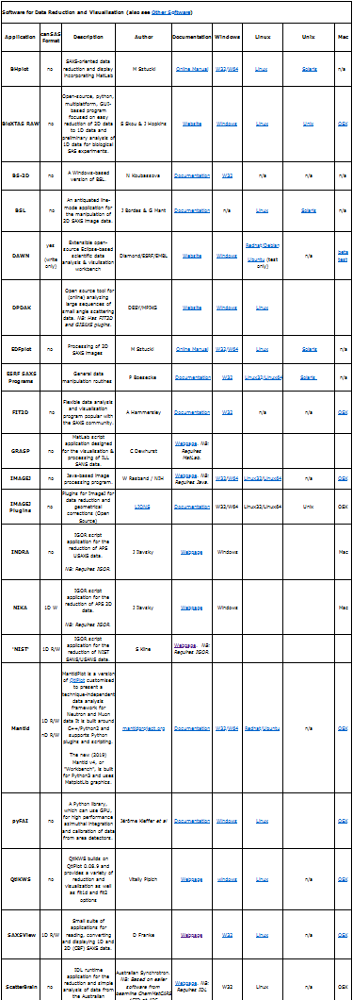 Software for Data Reduction and Visualisation (also see Other Software)
Application canSAS Format Description Author Documentation Windows Linux Unix Mac
BHplot no SAXS-oriented data reduction and display incorporating MatLab M Sztucki Online Manual W32/W64 Linux Solaris n/a
BioXTAS RAW no Open-source, python, multiplatform, GUI-based program focused on easy reduction of 2D data to 1D data and preliminary analysis of 1D data for biological SAS experiments. S Skou & J Hopkins Website Windows Linux Unix OSX
BS-2D no A Windows-based version of BSL. N Koubassova Documentation W32 n/a n/a n/a
BSL no An antiquated line-mode application for the manipulation of 2D SAXS image data. J Bordas & G Mant Documentation n/a Linux Solaris n/a
DAWN yes (write only) Extensible open-source Eclipse-based scientific data analysis & visulisation workbench Diamond/ESRF/EMBL Website Windows Redhat/Debian Ubuntu (test only) n/a beta test
DPDAK no Open source tool for (online) analyzing large sequences of small angle scattering data. NB: Has FIT2D and GISAXS plugins. DESY/MPIKG Website Windows Linux
EDFplot no Processing of 2D SAXS images M Sztucki Online Manual W32/W64 Linux Solaris n/a
ESRF SAXS Programs General data manipulation routines P Boesecke Documentation W32 Linux32/Linux64 Solaris n/a
FIT2D no Flexible data analysis and visualisation program popular with the SAXS community. A Hammersley Documentation W32 n/a n/a OSX
GRASP no MatLab script application designed for the visualisation & processing of ILL SANS data. C Dewhurst Webpage. NB: Requires MatLab.
IMAGEJ no Java-based image processing program. W Rasband / NIH Webpage. NB: Requires Java. W32/W64 Linux32/Linux64 n/a OSX
IMAGEJ Plugins no Plugins for ImageJ for data reduction and geometrical corrections (Open Source) LIONS Documentation W32/W64 Linux32/Linux64 Unix OSX
INDRA no IGOR script application for the reduction of APS USAXS data. NB: Requires IGOR. J Ilavsky Webpage Windows Mac
NIKA 1D W IGOR script application for the reduction of APS 2D data. NB: Requires IGOR. J Ilavsky Webpage Windows Mac
'NIST' 1D R/W IGOR script application for the reduction of NIST SANS/USANS data. S Kline Webpage. NB: Requires IGOR.
Mantid 1D R/W nD R/W MantidPlot is a version of QtiPlot customised to present a technique-independent data analysis framework for Neutron and Muon data It is built around C++/Python2 and supports Python plugins and scripting. The new (2019) Mantid v4, or "Workbench", is built for Python3 and uses MatplotLib graphics. mantidproject.org Documentation W32/W64 Redhat/Ubuntu n/a OSX
pyFAI no A Python library, which can use GPU, for high performance azimuthal integration and calibration of data from area detectors. Jérôme Kieffer et al Documentation Windows Linux OSX
QtiKWS no QtiKWS builds on QtiPlot 0.08.9 and provides a variety of reduction and visualisation as well as fit1d and fit2 options Vitaliy Pipich Webpage windows Linux n/a OSX
SAXSView 1D R/W Small suite of applications for reading, converting and displaying 1D and 2D (CBF) SAXS data. D Franke Webpage W32 Linux n/a OSX
ScatterBrain no IDL runtime application for the reduction and simple analysis of data from the Australian Australian Synchrotron. NB: Based on earlier software from beamline ChemMatCARS Webpage. NB: Requires IDL W32 Linux n/a OSX